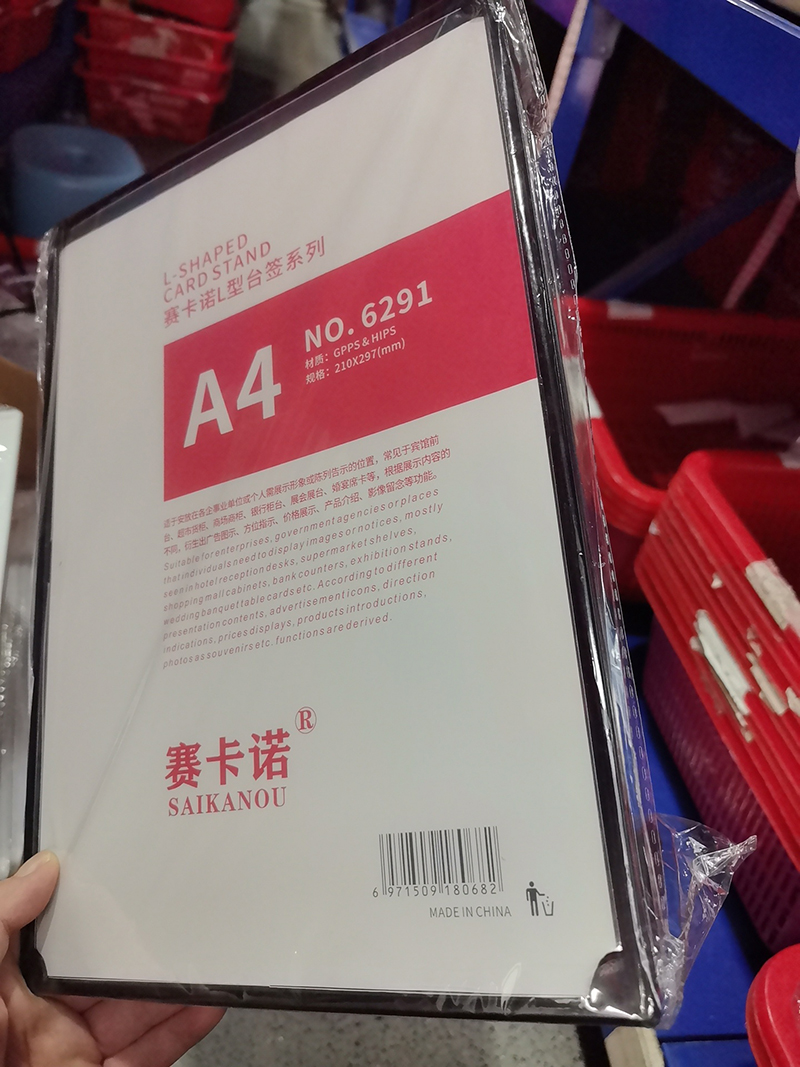 L-SHAPED
CARD STAND
赛卡诺L型台签系列
A4
NO. 6291
材质：GPPS & HIPS
规格：210X297(mm)
适于安放在各企事业单位或个人需展示形象或陈列告示的位置，常见于宾馆前
台、超市货柜、商场商柜、银行柜台、展会展台、婚宴席卡等，根据展示内容的
不同，衍生出广告图示、方位指示、价格展示、产品介绍、影像留念等功能。
Suitable for enterprises, government agencies or places
that individuals need to display images or notices, mostly
seen in hotel reception desks, supermarket shelves,
shopping mall cabinets, bank counters, exhibition stands,
wedding banquet table cards etc. According to different
presentation contents, advertisement icons, direction
indications, prices displays, products introductions,
photos as souvenirs etc. functions are derived.
赛卡诺®
SAIKANOU
6 971509 180682
MADE IN CHINA